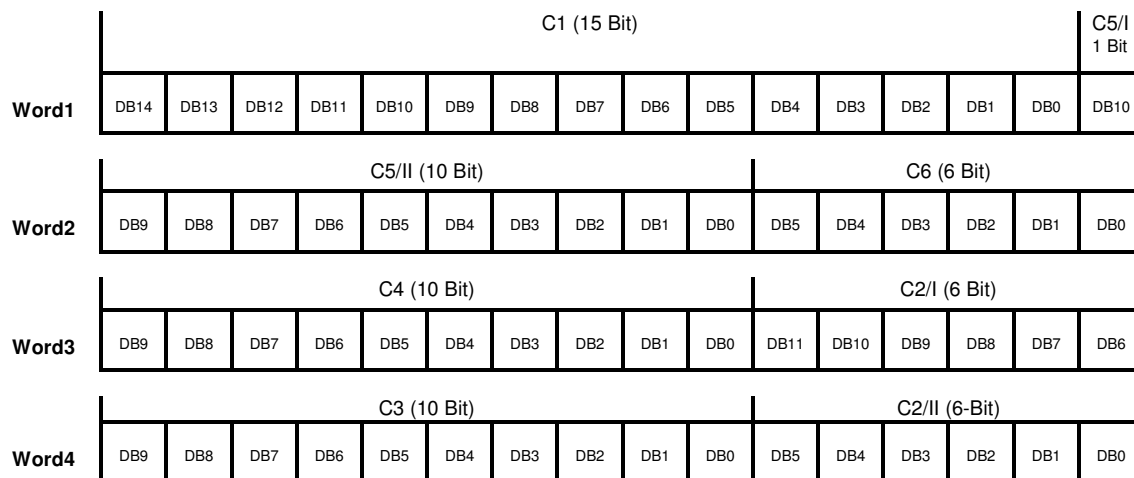 C1 (15 Bit) C5/I
1 Bit
Word1 DB14 DB13 DB12 DB11 DB10 DB9 DB8 DB7 DB6 DB5 DB4 DB3 DB2 DB1 DB0 DB10
C5/II (10 Bit) C6 (6 Bit)
Word2 DB9 DB8 DB7 DB6 DB5 DB4 DB3 DB2 DB1 DB0 DB5 DB4 DB3 DB2 DB1 DB0
C4 (10 Bit) C2/I (6 Bit)
Word3 DB9 DB8 DB7 DB6 DB5 DB4 DB3 DB2 DB1 DB0 DB11 DB10 DB9 DB8 DB7 DB6
C3 (10 Bit) C2/II (6-Bit)
Word4 DB9 DB8 DB7 DB6 DB5 DB4 DB3 DB2 DB1 DB0 DB5 DB4 DB3 DB2 DB1 DB0